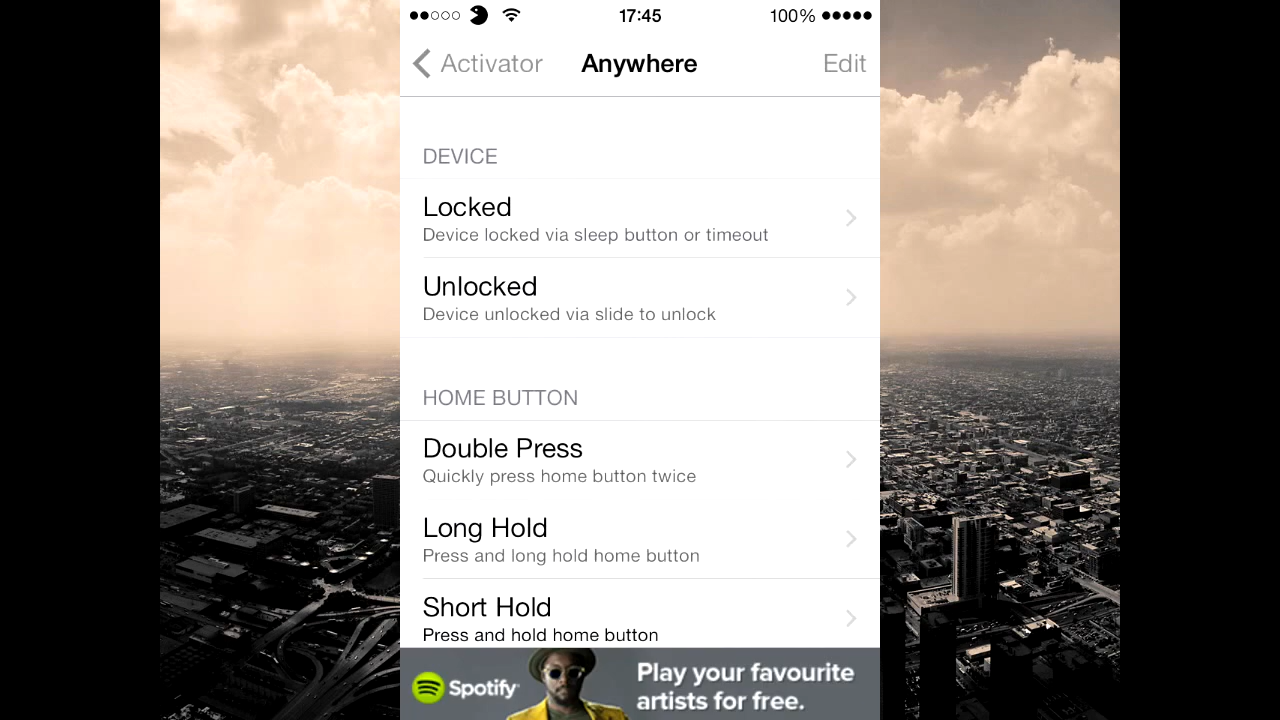 17:45
100%
Activator
Anywhere
Edit
DEVICE
Locked
Device locked via sleep button or timeout
Unlocked
Device unlocked via slide to unlock
HOME BUTTON
Double Press
Quickly press home button twice
Long Hold
Press and long hold home button
Short Hold
Press and hold home button
Spotify
Play your favourite
artists for free.